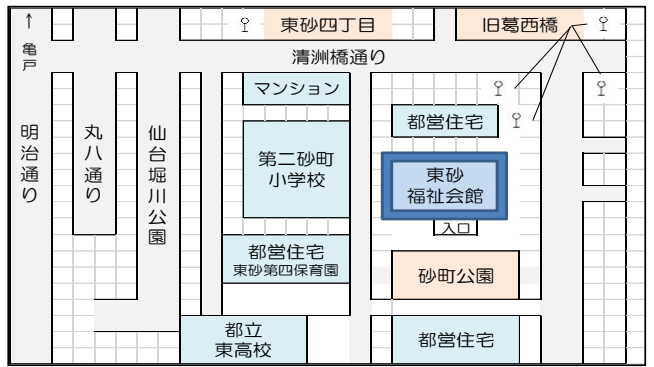 ↑
亀戸
明治通り
丸八通り
仙台堀川公園
東砂四丁目
旧葛西橋
清洲橋通り
マンション
都営住宅
第二砂町
小学校
東砂
福祉会館
入口
都営住宅
東砂第四保育園
砂町公園
都立
東高校
都営住宅